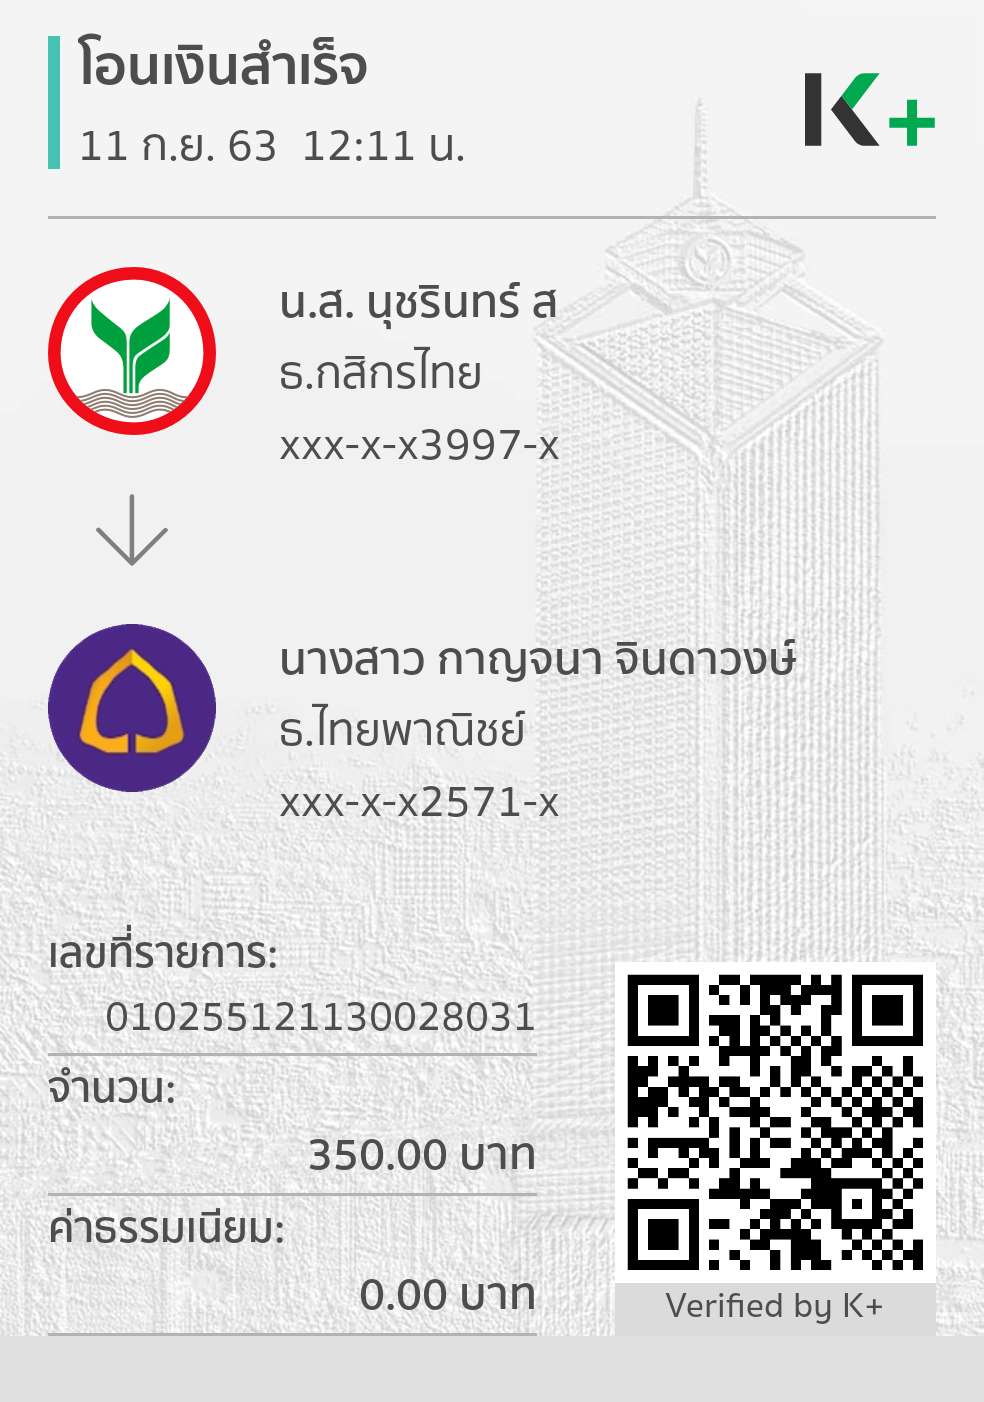 โอนเงินสำเร็จ
11 ก.ย. 63 12:11 น.
K+
น.ส. นุชรินทร์ ส
ธ.กสิกรไทย
xxx-x-x3997-x
นางสาว กาญจนา จินดาวงษ์
ธ.ไทยพาณิชย์
xxx-x-x2571-x
เลขที่รายการ:
010255121130028031
จำนวน:
350.00 บาท
ค่าธรรมเนียม:
0.00 บาท
Verified by K+